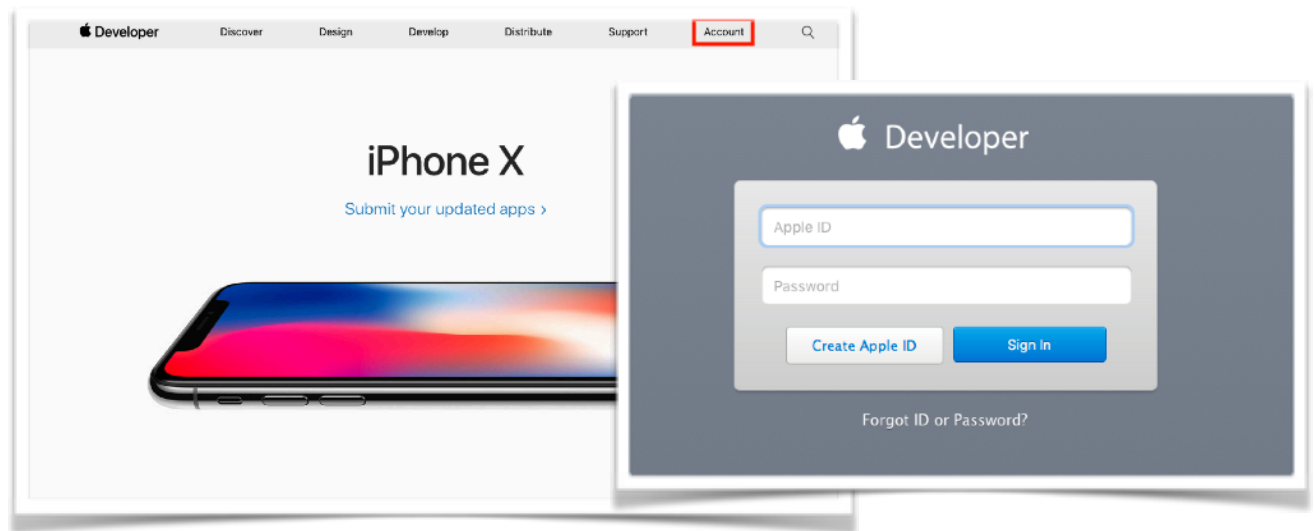 Developer Discover Design Develop Distribute Support Account
iPhone X
Submit your updated apps ›
Developer
Apple ID
Password
Create Apple ID Sign In
Forgot ID or Password?